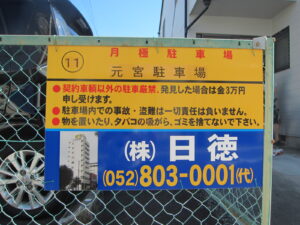 月極駐車場
⑪
元宮駐車場
●契約車輌以外の駐車厳禁。発見した場合は金3万円
申し受けます。
●駐車場内での事故・盗難は一切責任は負いません。
●物を置いたり、タバコの吸がら、ゴミを捨てないで下さい。
(株)日徳
(052)803-0001(代)